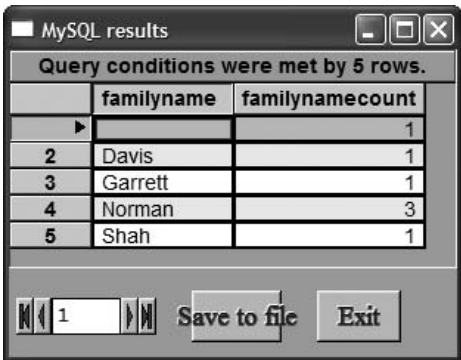 MySQL results
Query conditions were met by 5 rows.
familyname familynamecount
1
2 Davis 1
3 Garrett 1
4 Norman 3
5 Shah 1
1 Save to file Exit